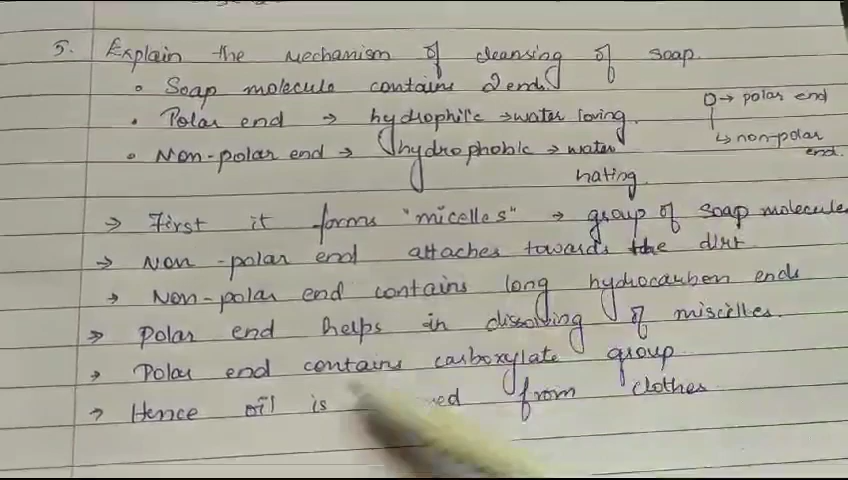 5. Explain the mechanism of cleansing of soap.
• Soap molecule contains 2 ends.
• Polar end → hydrophilic → water loving.
→ polar end
• Non-polar end → hydrophobic → water hating.
↳ non-polar end.
→ First it forms "micelles" → group of soap molecule
→ Non-polar end attaches towards the dirt
→ Non-polar end contains long hydrocarben ends
→ Polar end helps in dissolving of miscelles.
→ Polar end contains carboxylate group
→ Hence oil is from clothes